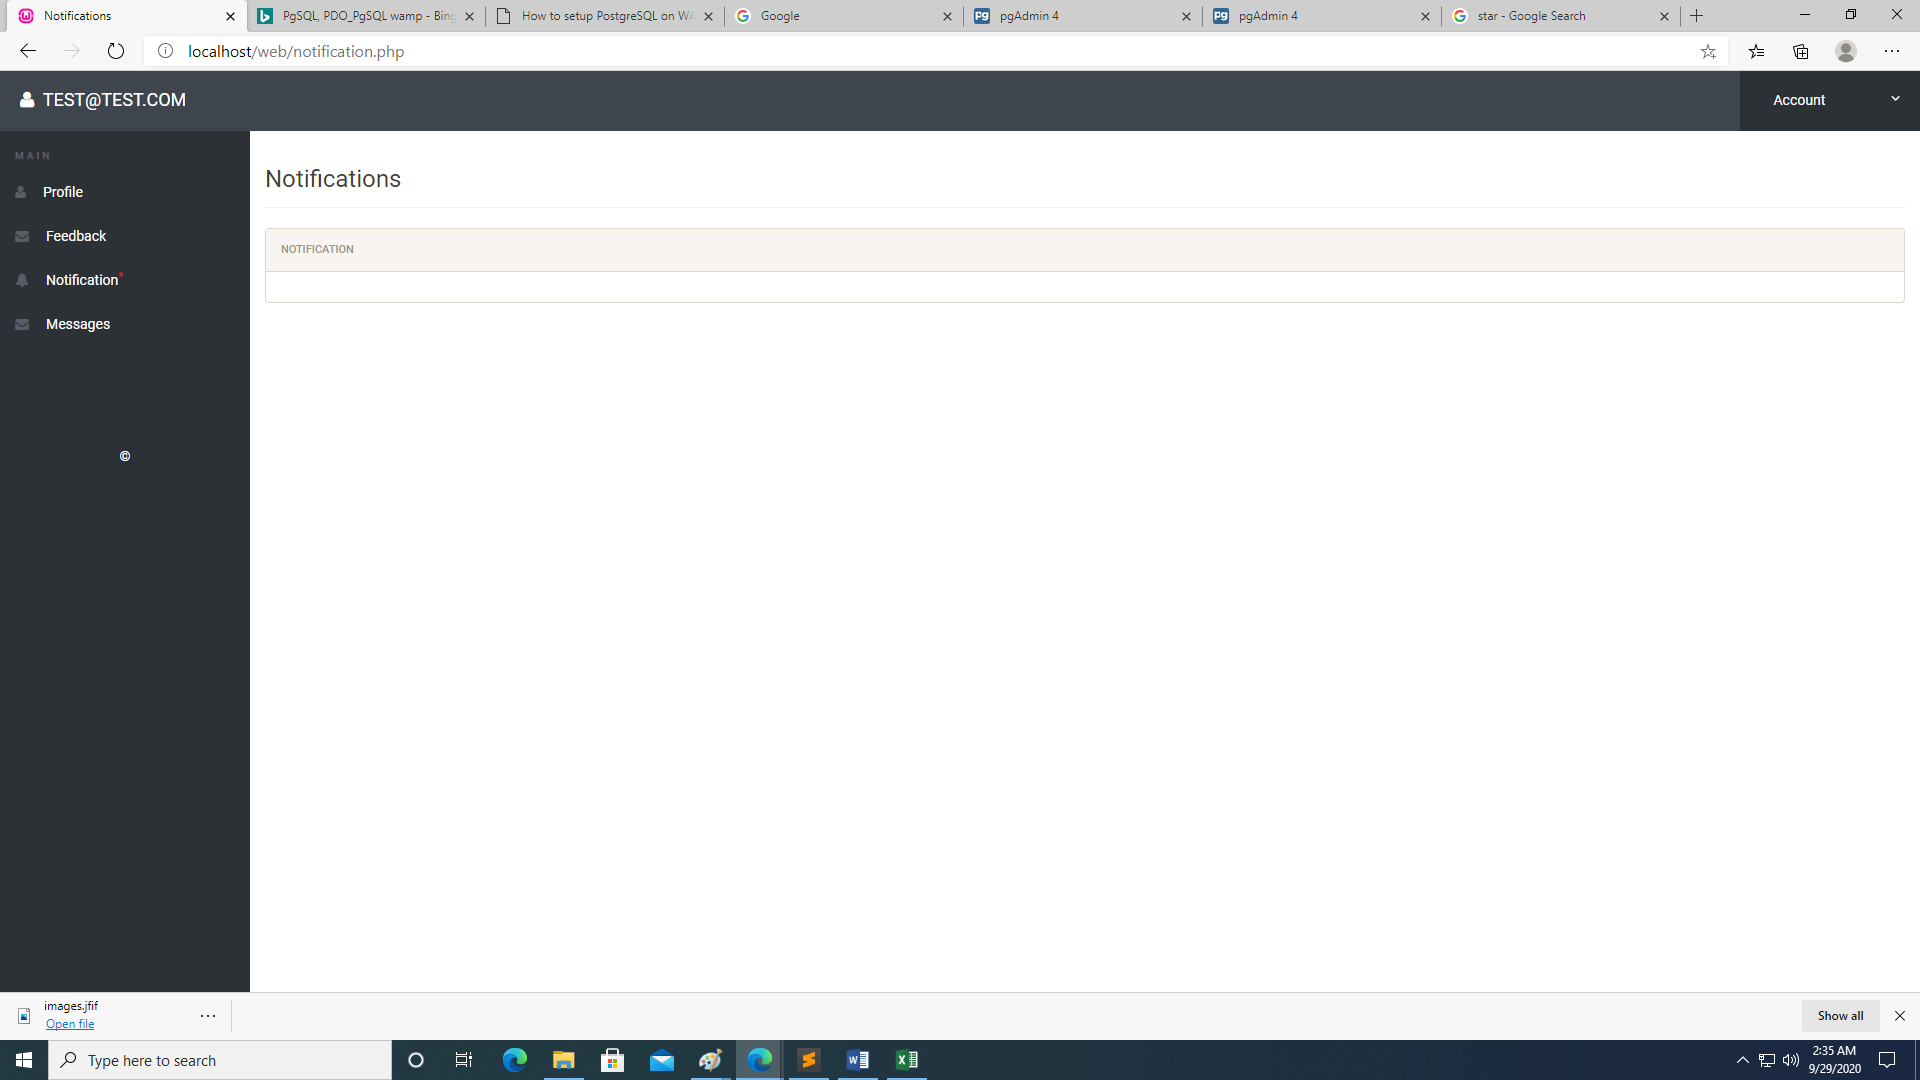 Notifications
PgSQL, PDO_PgSQL wamp - Bing
How to setup PostgreSQL on WA
Google
pgAdmin 4
pgAdmin 4
star - Google Search
localhost/web/notification.php
TEST@TEST.COM
Account
MAIN
Profile
Feedback
Notification*
Messages
©
Notifications
NOTIFICATION
images.jfif
Open file
Show all
Type here to search
2:35 AM
9/29/2020